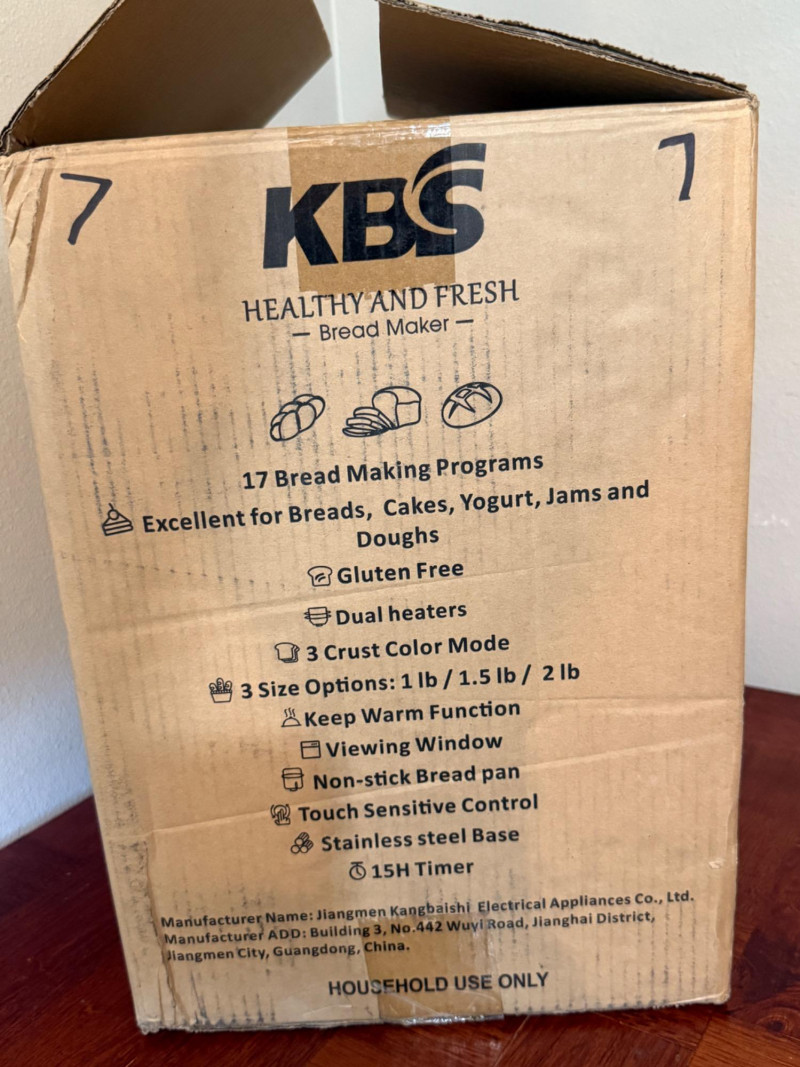 7
KBS
7
HEALTHY AND FRESH
— Bread Maker —
17 Bread Making Programs
Excellent for Breads, Cakes, Yogurt, Jams and
Doughs
Gluten Free
Dual heaters
3 Crust Color Mode
3 Size Options: 1 lb / 1.5 lb / 2 lb
Keep Warm Function
Viewing Window
Non-stick Bread pan
Touch Sensitive Control
Stainless steel Base
15H Timer
Manufacturer Name: Jiangmen Kangbaishi Electrical Appliances Co., Ltd.
Manufacturer ADD: Building 3, No.442 Wuyi Road, Jianghai District,
Jiangmen City, Guangdong, China.
HOUSEHOLD USE ONLY